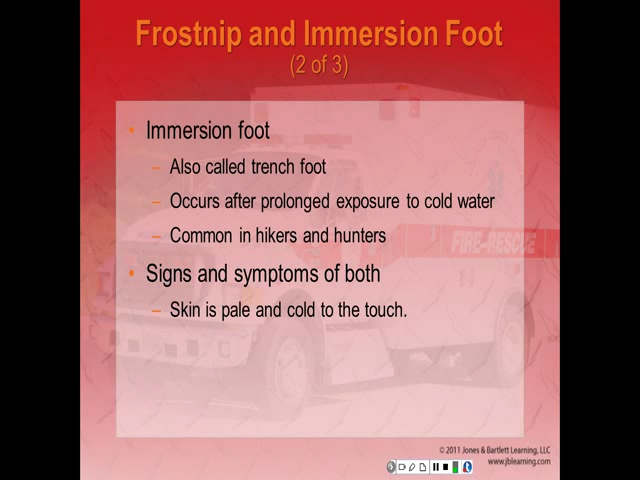 Frostnip and Immersion Foot
(2 of 3)
• Immersion foot
– Also called trench foot
– Occurs after prolonged exposure to cold water
– Common in hikers and hunters
FIRE-RESCUE
• Signs and symptoms of both
– Skin is pale and cold to the touch.
© 2011 Jones & Bartlett Learning, LLC
www.jblearning.com